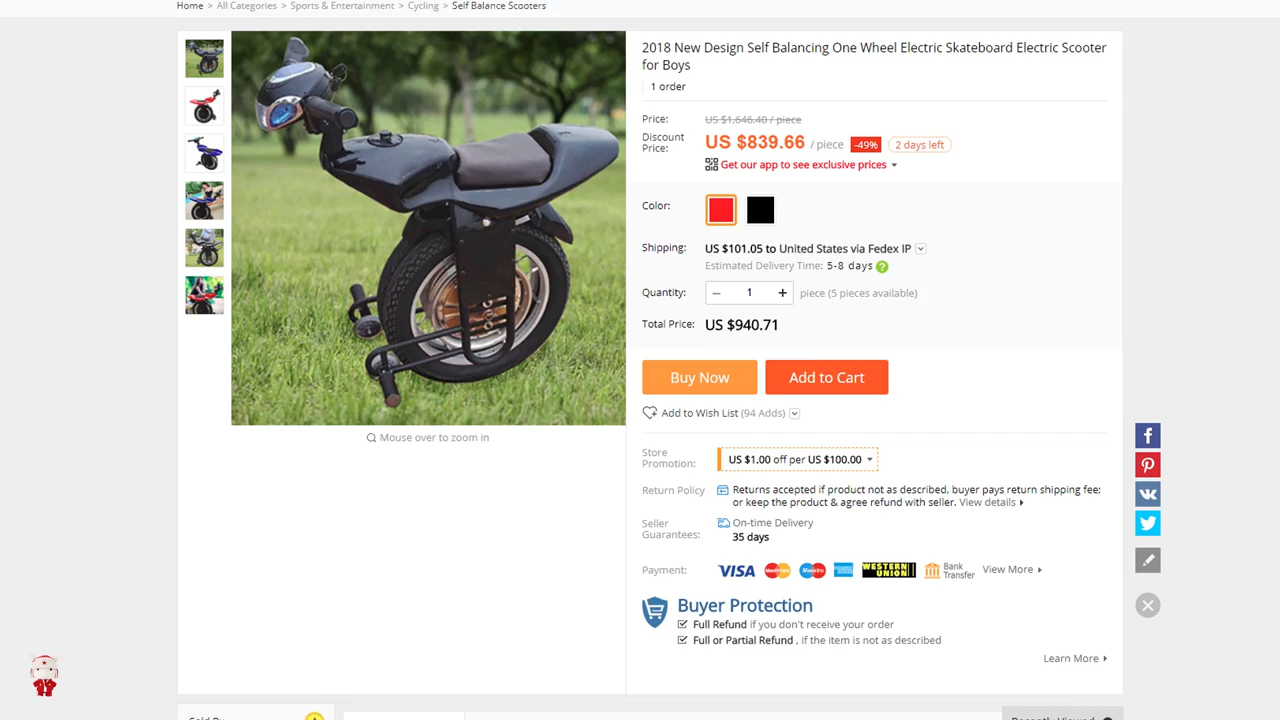 Home > All Categories > Sports & Entertainment > Cycling > Self Balance Scooters
2018 New Design Self Balancing One Wheel Electric Skateboard Electric Scooter
for Boys
1 order
Price: US $1,646.40 / piece
Discount
Price:
US $839.66 / piece -49% 2 days left
Get our app to see exclusive prices
Color:
Shipping: US $101.05 to United States via Fedex IP
Estimated Delivery Time: 5-8 days ?
Quantity: − 1 + piece (5 pieces available)
Total Price: US $940.71
Buy Now Add to Cart
Add to Wish List (94 Adds)
Mouse over to zoom in
Store
Promotion:
US $1.00 off per US $100.00
Return Policy Returns accepted if product not as described, buyer pays return shipping fee;
or keep the product & agree refund with seller. View details
Seller
Guarantees:
On-time Delivery
35 days
Payment: VISA MasterCard Maestro WESTERN UNION Bank Transfer View More
Buyer Protection
Full Refund if you don't receive your order
Full or Partial Refund , if the item is not as described
Learn More